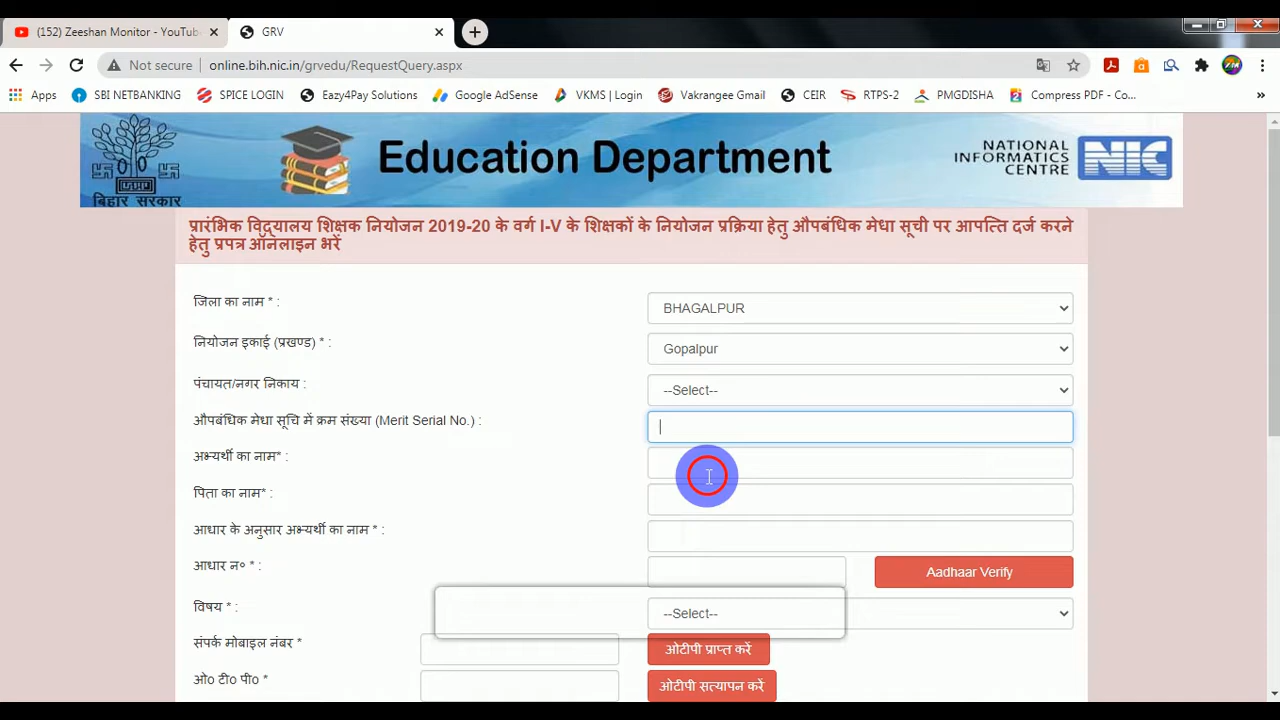 (152) Zeeshan Monitor - YouTub
GRV
Not secure
online.bih.nic.in/grvedu/RequestQuery.aspx
Apps
SBI NETBANKING
SPICE LOGIN
Eazy4Pay Solutions
Google AdSense
VKMS | Login
Vakrangee Gmail
CEIR
RTPS-2
PMGDISHA
Compress PDF - Co...
»
बिहार सरकार
Education Department
NATIONAL
INFORMATICS
CENTRE
NIC
प्रारंभिक विद्यालय शिक्षक नियोजन 2019-20 के वर्ग I-V के शिक्षकों के नियोजन प्रक्रिया हेतु औपबंधिक मेधा सूची पर आपत्ति दर्ज करने
हेतु प्रपत्र ऑनलाइन भरें
जिला का नाम * :
BHAGALPUR
नियोजन इकाई (प्रखण्ड) * :
Gopalpur
पंचायत/नगर निकाय :
--Select--
औपबंधिक मेधा सूचि में क्रम संख्या (Merit Serial No.) :
अभ्यर्थी का नाम* :
पिता का नाम* :
आधार के अनुसार अभ्यर्थी का नाम * :
आधार न० * :
Aadhaar Verify
विषय * :
--Select--
संपर्क मोबाइल नंबर *
ओटीपी प्राप्त करें
ओ० टी० पी० *
ओटीपी सत्यापन करें